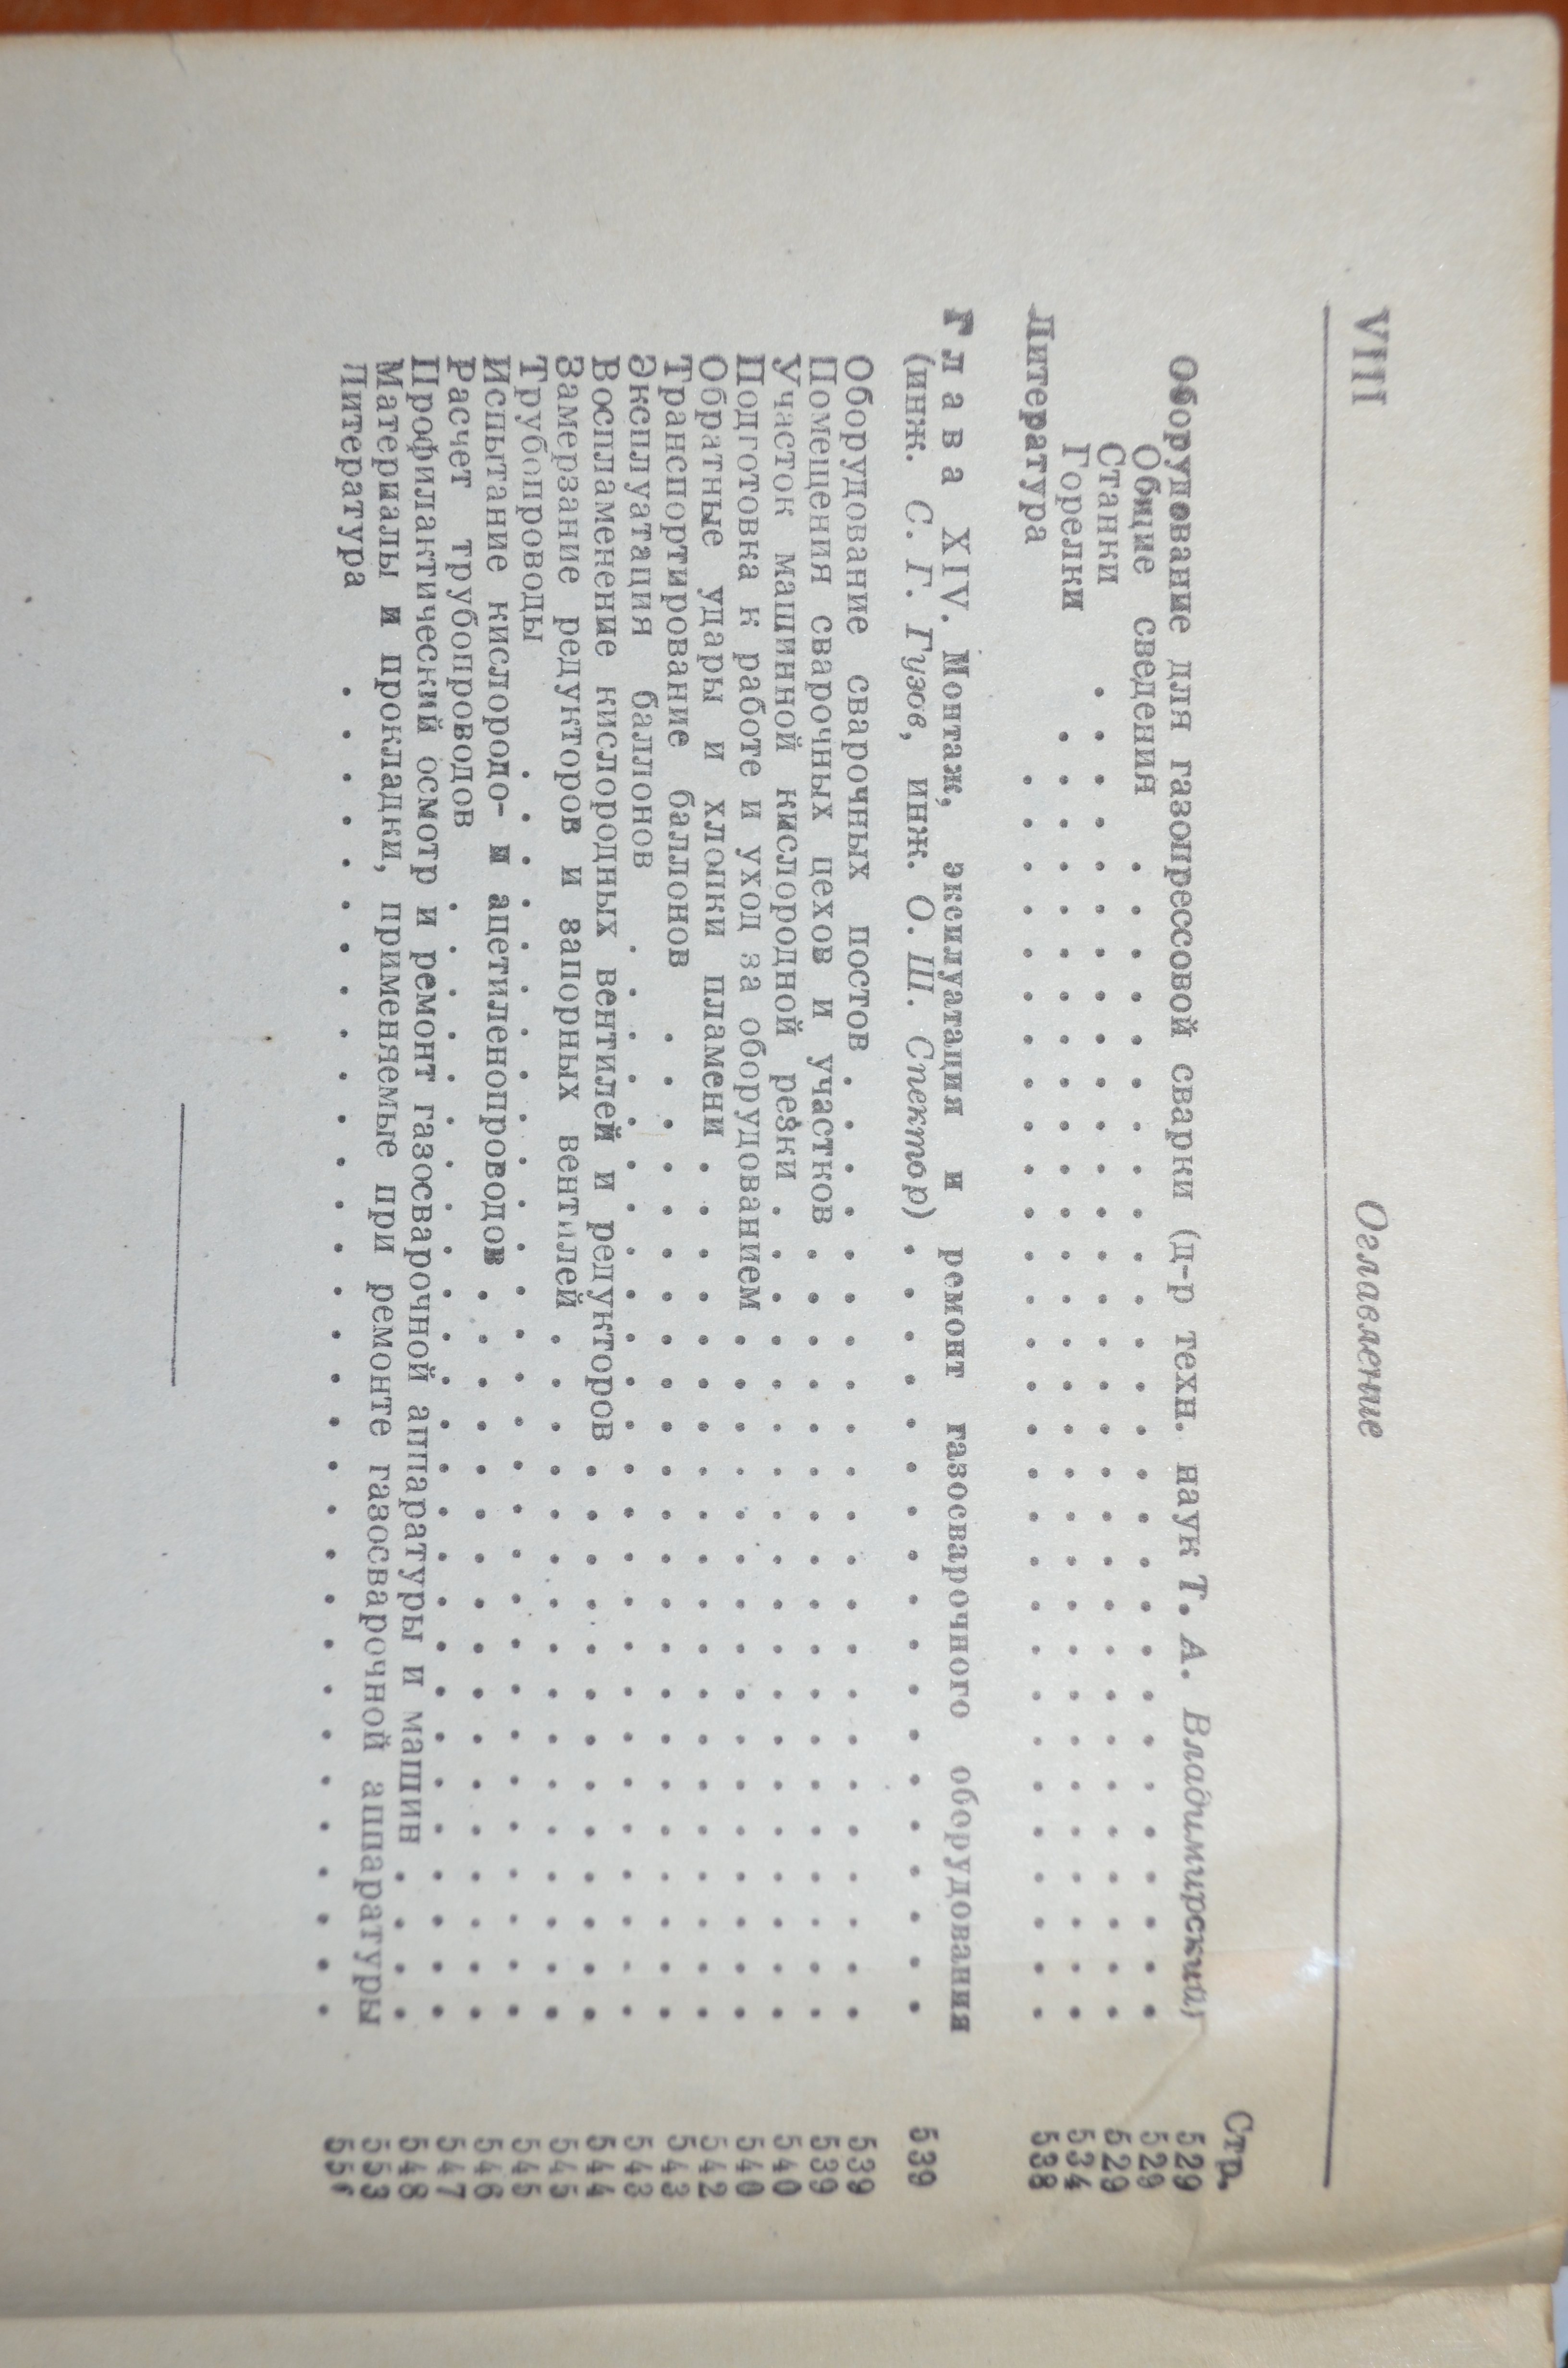 VIII Оглавление
Стр.
Оборудование для газопрессовой сварки (д-р техн. наук Т. А. Владимирский) 529
Общие сведения . . . . . . . . . . . . . . . . . . . . . . . . . . . 529
Станки . . . . . . . . . . . . . . . . . . . . . . . . . . . . . . . 529
Горелки . . . . . . . . . . . . . . . . . . . . . . . . . . . . . . 534
Литература . . . . . . . . . . . . . . . . . . . . . . . . . . . . . 538
Глава XIV. Монтаж, эксплуатация и ремонт газосварочного оборудования
(инж. С. Г. Гузов, инж. О. Ш. Спектор) . . . . . . . . . . . . . . . . . . 539
Оборудование сварочных постов . . . . . . . . . . . . . . . . . . . . . . 539
Помещения сварочных цехов и участков . . . . . . . . . . . . . . . . . . 539
Участок машинной кислородной резки . . . . . . . . . . . . . . . . . . . 540
Подготовка к работе и уход за оборудованием . . . . . . . . . . . . . . . . 540
Обратные удары и хлопки пламени . . . . . . . . . . . . . . . . . . . . 542
Транспортирование баллонов . . . . . . . . . . . . . . . . . . . . . . . 543
Эксплуатация баллонов . . . . . . . . . . . . . . . . . . . . . . . . . 543
Воспламенение кислородных вентилей и редукторов . . . . . . . . . . . . . 544
Замерзание редукторов и запорных вентилей . . . . . . . . . . . . . . . . 545
Трубопроводы . . . . . . . . . . . . . . . . . . . . . . . . . . . . . 545
Испытание кислородо- и ацетиленопроводов . . . . . . . . . . . . . . . . . 546
Расчет трубопроводов . . . . . . . . . . . . . . . . . . . . . . . . . . 547
Профилактический осмотр и ремонт газосварочной аппаратуры и машин . . . . 548
Материалы и прокладки, применяемые при ремонте газосварочной аппаратуры 553
Литература . . . . . . . . . . . . . . . . . . . . . . . . . . . . . . .